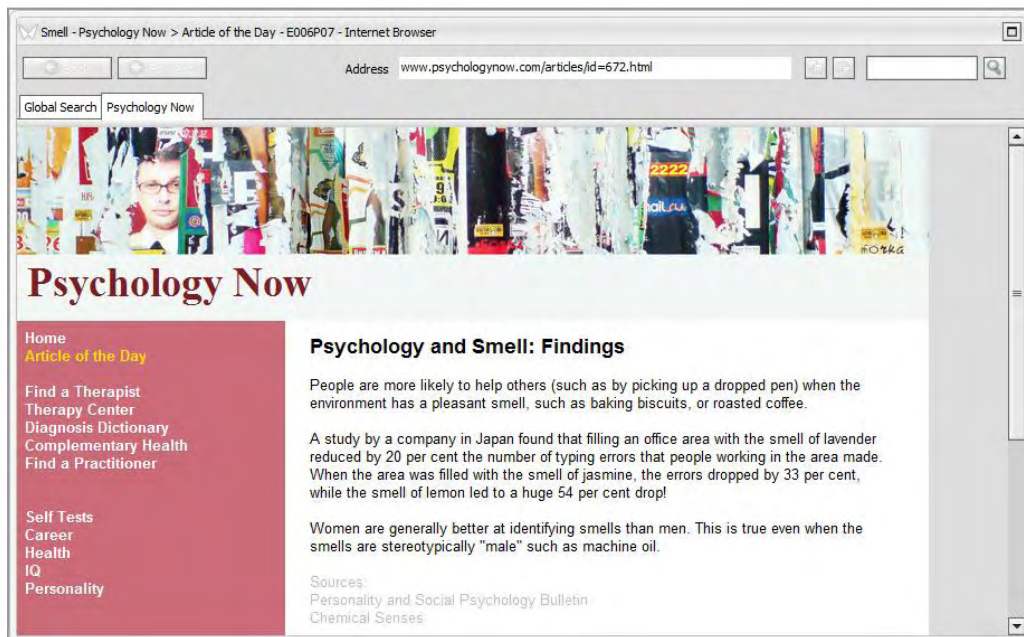 Smell - Psychology Now > Article of the Day - E006P07 - Internet Browser
Address www.psychologynow.com/articles/id=672.html
Global Search Psychology Now
2222
Psychology Now
Home
Article of the Day
Find a Therapist
Therapy Center
Diagnosis Dictionary
Complementary Health
Find a Practitioner
Self Tests
Career
Health
IQ
Personality
Psychology and Smell: Findings
People are more likely to help others (such as by picking up a dropped pen) when the
environment has a pleasant smell, such as baking biscuits, or roasted coffee.
A study by a company in Japan found that filling an office area with the smell of lavender
reduced by 20 per cent the number of typing errors that people working in the area made.
When the area was filled with the smell of jasmine, the errors dropped by 33 per cent,
while the smell of lemon led to a huge 54 per cent drop!
Women are generally better at identifying smells than men. This is true even when the
smells are stereotypically "male" such as machine oil.
Sources:
Personality and Social Psychology Bulletin
Chemical Senses